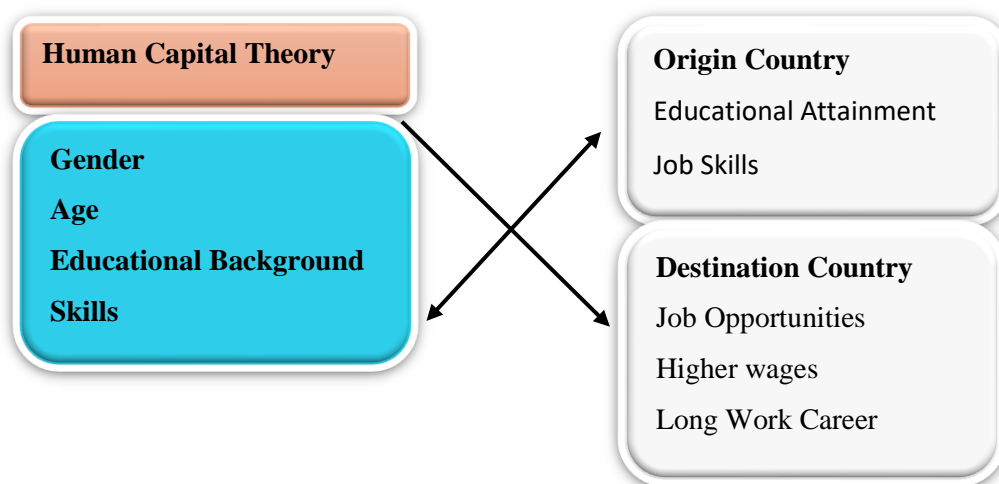 Human Capital Theory
Gender
Age
Educational Background
Skills
Origin Country
Educational Attainment
Job Skills
Destination Country
Job Opportunities
Higher wages
Long Work Career